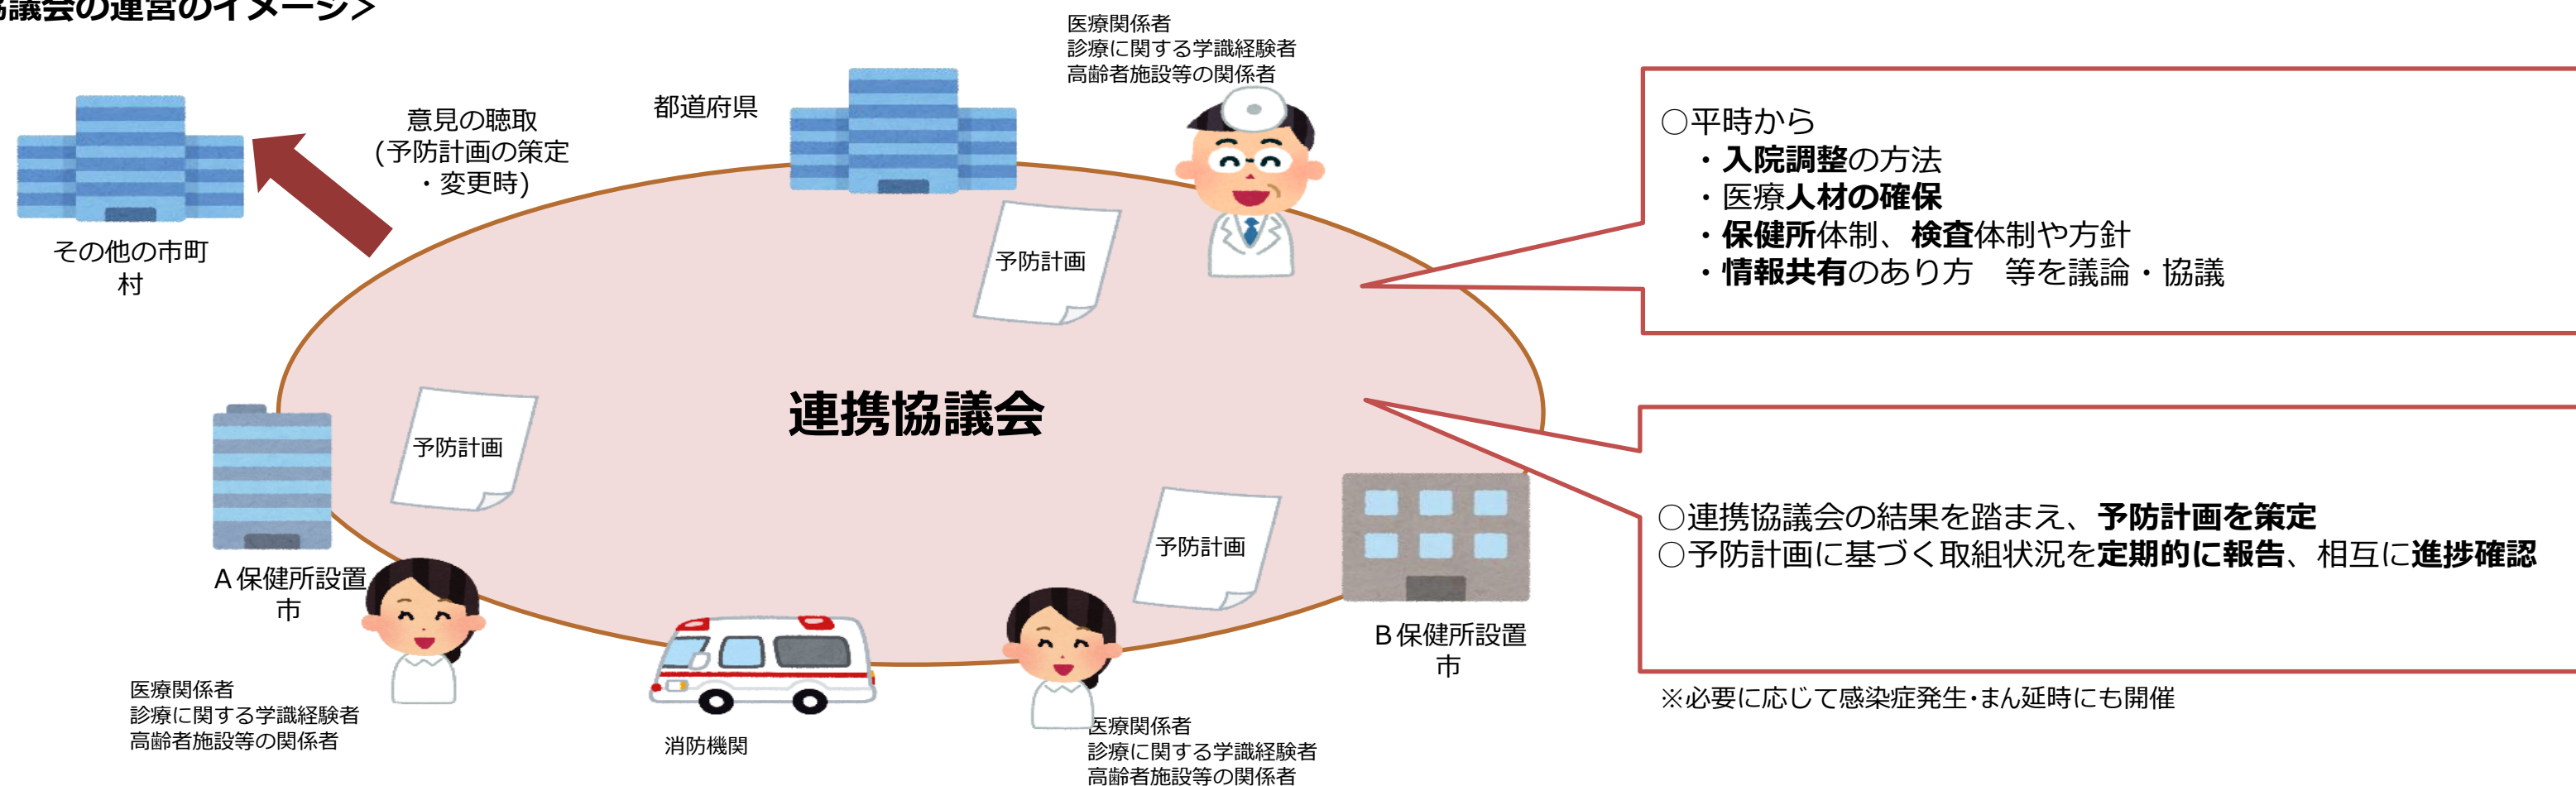 協議会の運営のイメージ＞
医療関係者
診療に関する学識経験者
高齢者施設等の関係者
都道府県
意見の聴取
(予防計画の策定
・変更時)
その他の市町
村
予防計画
○平時から
・入院調整の方法
・医療人材の確保
・保健所体制、検査体制や方針
・情報共有のあり方　等を議論・協議
連携協議会
予防計画
予防計画
○連携協議会の結果を踏まえ、予防計画を策定
○予防計画に基づく取組状況を定期的に報告、相互に進捗確認
A保健所設置
市
B保健所設置
市
医療関係者
診療に関する学識経験者
高齢者施設等の関係者
消防機関
医療関係者
診療に関する学識経験者
高齢者施設等の関係者
※必要に応じて感染症発生・まん延時にも開催